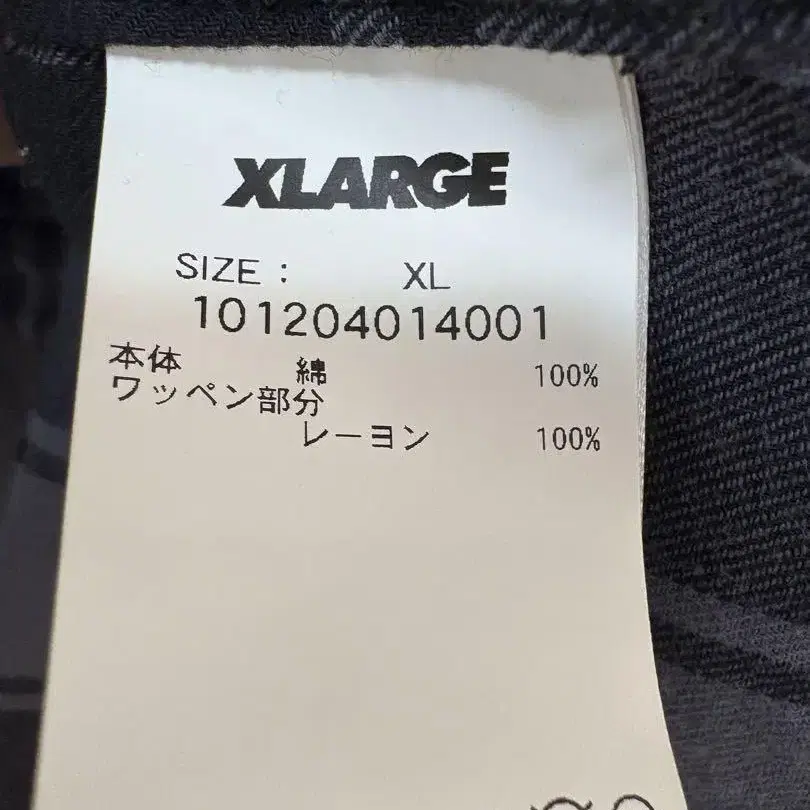 XLARGE
SIZE : XL
101204014001
本体 綿 100%
ワッペン部分
レーヨン 100%